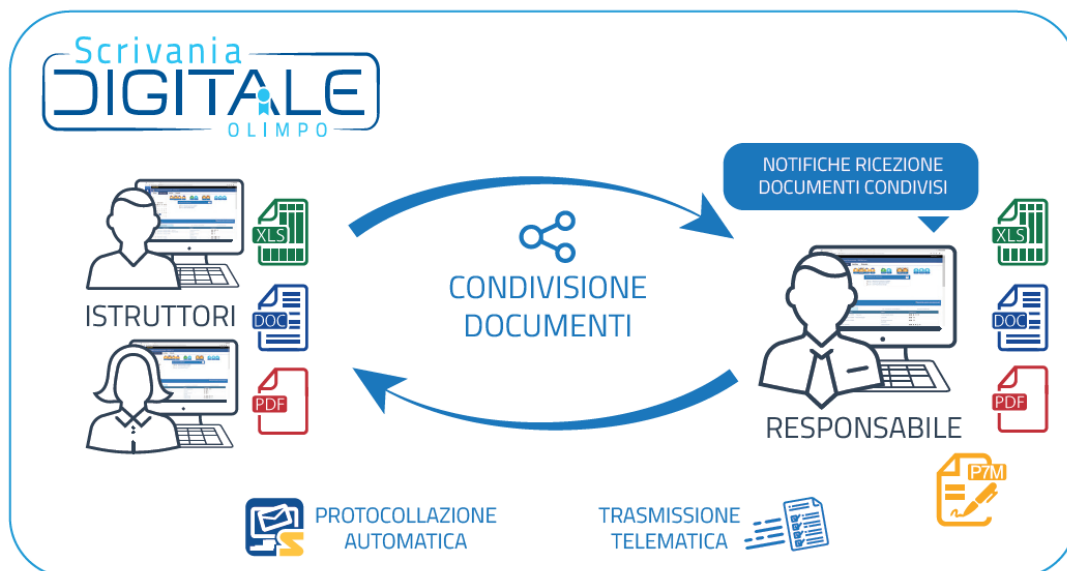 Scrivania
DIGITALE
OLIMPO
NOTIFICHE RICEZIONE
DOCUMENTI CONDIVISI
XLS
DOC
PDF
ISTRUTTORI
CONDIVISIONE
DOCUMENTI
XLS
DOC
PDF
RESPONSABILE
P7M
PROTOCOLLAZIONE
AUTOMATICA
TRASMISSIONE
TELEMATICA